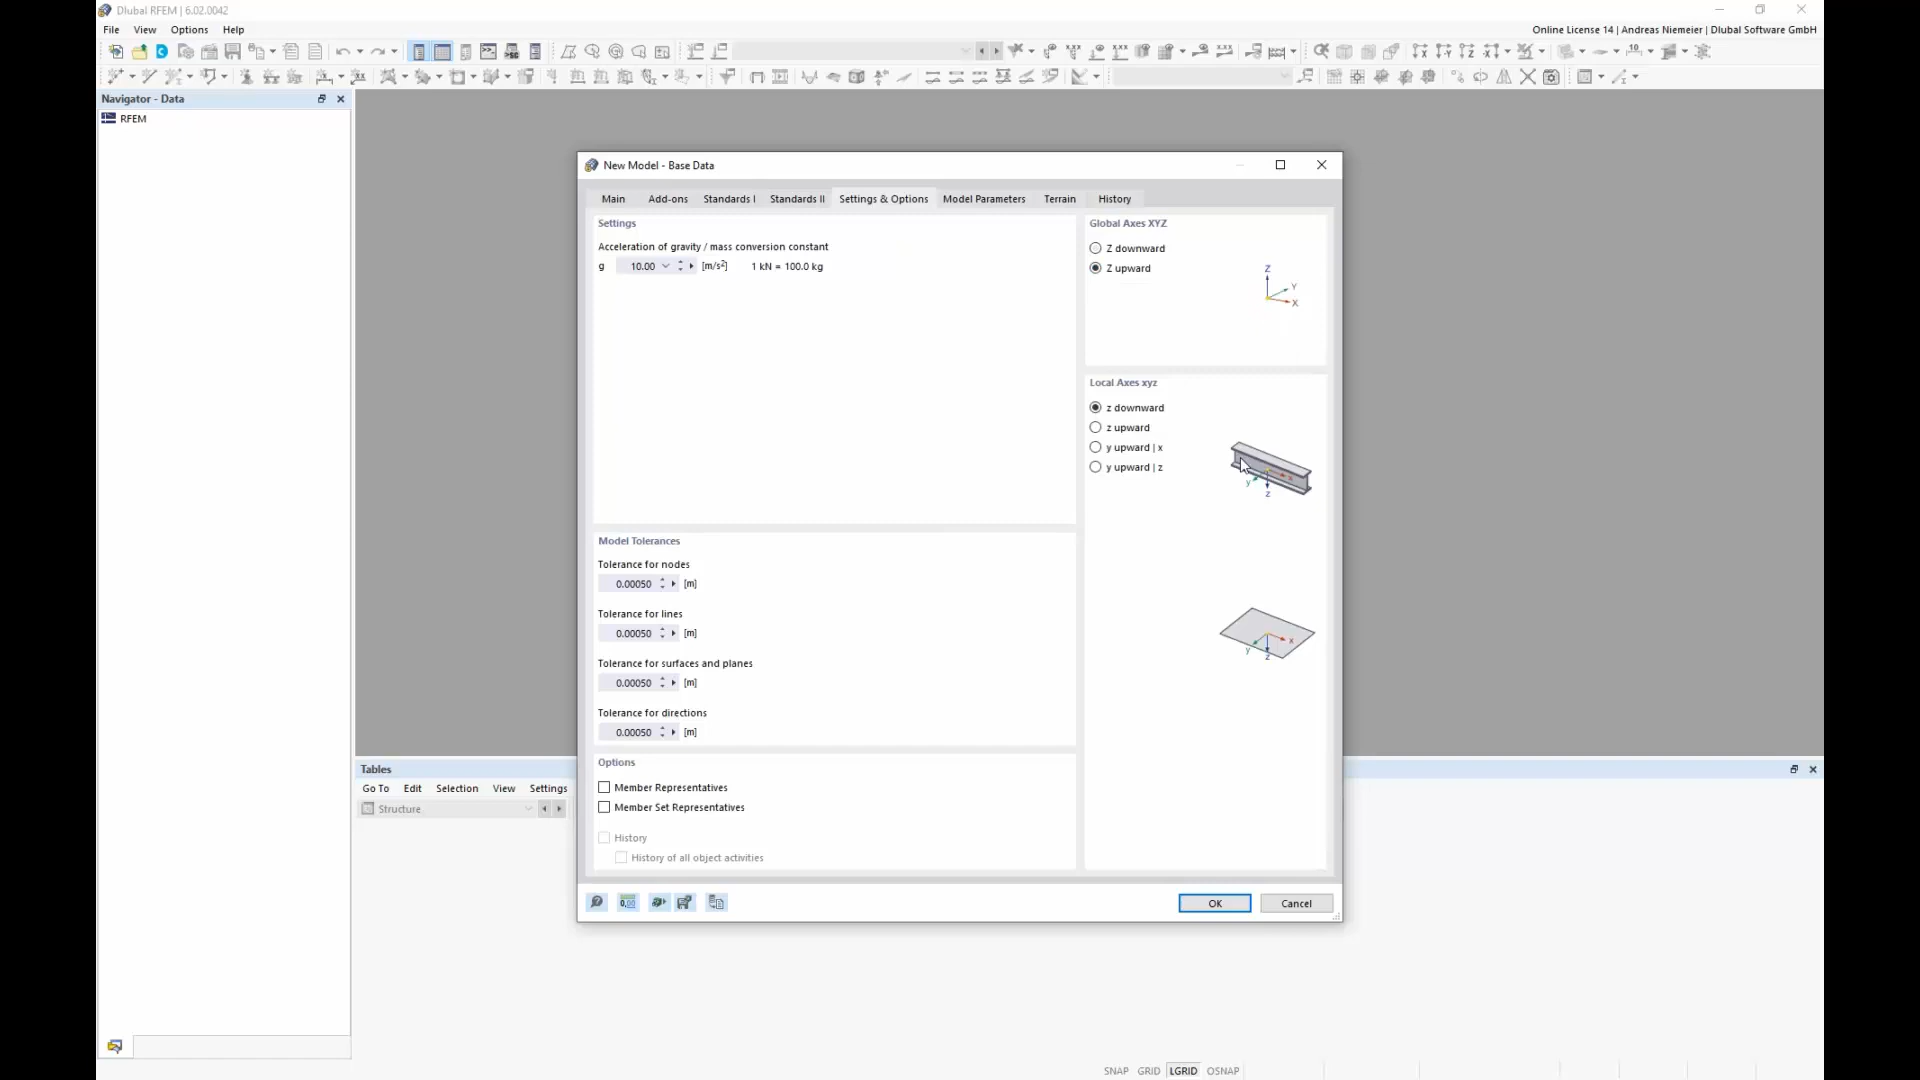 Dlubal RFEM | 6.02.0042
File View Options Help
Online License 14 | Andreas Niemeier | Dlubal Software GmbH
Navigator - Data
RFEM
New Model - Base Data
Main Add-ons Standards I Standards II Settings & Options Model Parameters Terrain History
Settings
Acceleration of gravity / mass conversion constant
g 10.00 [m/s²] 1 kN = 100.0 kg
Global Axes XYZ
Z downward
Z upward
Z
Y
X
Local Axes xyz
z downward
z upward
y upward | x
y upward | z
x
y
z
x
y
z
Model Tolerances
Tolerance for nodes
0.00050 [m]
Tolerance for lines
0.00050 [m]
Tolerance for surfaces and planes
0.00050 [m]
Tolerance for directions
0.00050 [m]
Options
Member Representatives
Member Set Representatives
History
History of all object activities
OK Cancel
Tables
Go To Edit Selection View Settings
Structure
SNAP GRID LGRID OSNAP